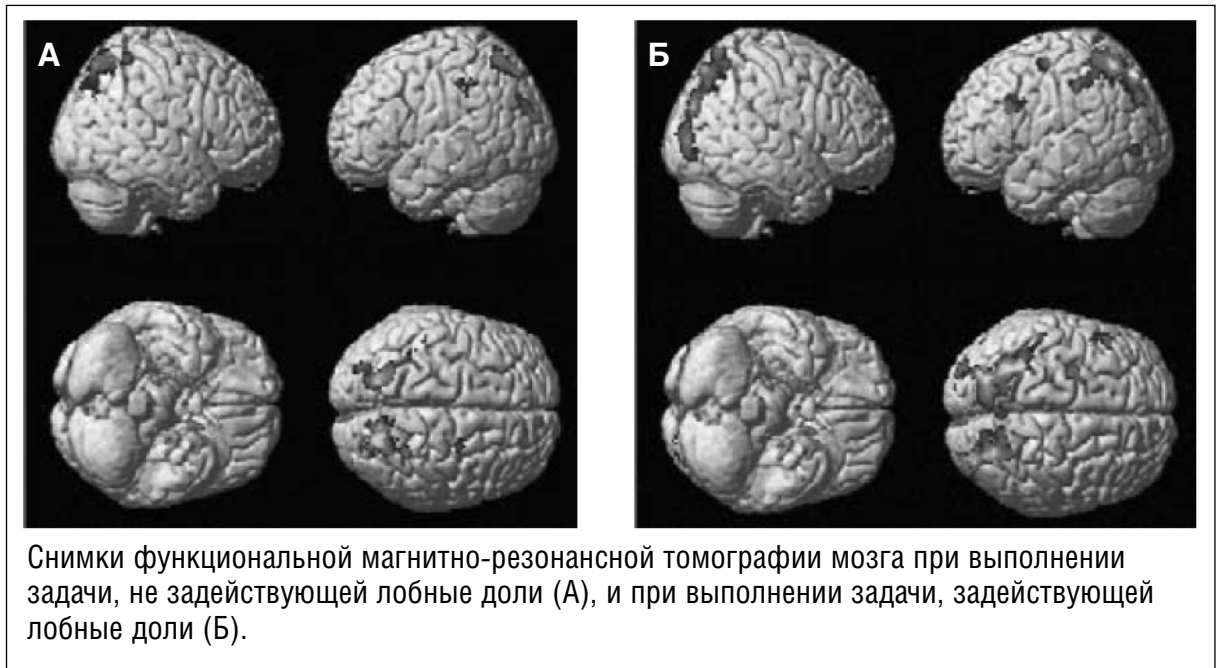 А
Б
Снимки функциональной магнитно-резонансной томографии мозга при выполнении
задачи, не задействующей лобные доли (А), и при выполнении задачи, задействующей
лобные доли (Б).